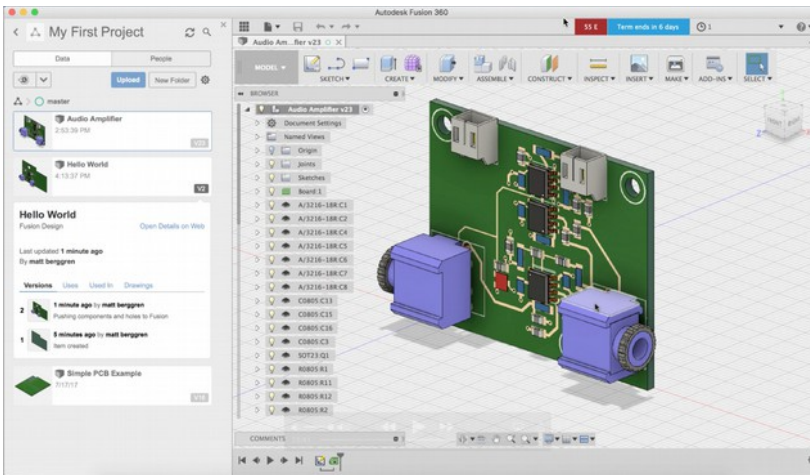 Autodesk Fusion 360
My First Project
Data People
Upload New Folder
master
Audio Amplifier
2:53:39 PM
V23
Hello World
4:13:37 PM
V2
Hello World
Fusion Design
Open Details on Web
Last updated 1 minute ago
By matt berggren
Versions Uses Used In Drawings
2 1 minute ago by matt berggren
Pushing components and holes to Fusion
1 5 minutes ago by matt berggren
Item created
Simple PCB Example
7/17/17
55 E Term ends in 6 days 1
Audio Am...fier v23
MODEL SKETCH CREATE MODIFY ASSEMBLE CONSTRUCT INSPECT INSERT MAKE ADD-INS SELECT
BROWSER
Audio Amplifier v23
Document Settings
Named Views
Origin
Joints
Sketches
Board:1
A/3216-18R:C1
A/3216-18R:C2
A/3216-18R:C4
A/3216-18R:C5
A/3216-18R:C6
A/3216-18R:C7
A/3216-18R:C8
C0805:C13
C0805:C15
C0805:C16
C0805:C3
SOT23:Q1
R0805:R1
R0805:R11
R0805:R12
R0805:R2
COMMENTS